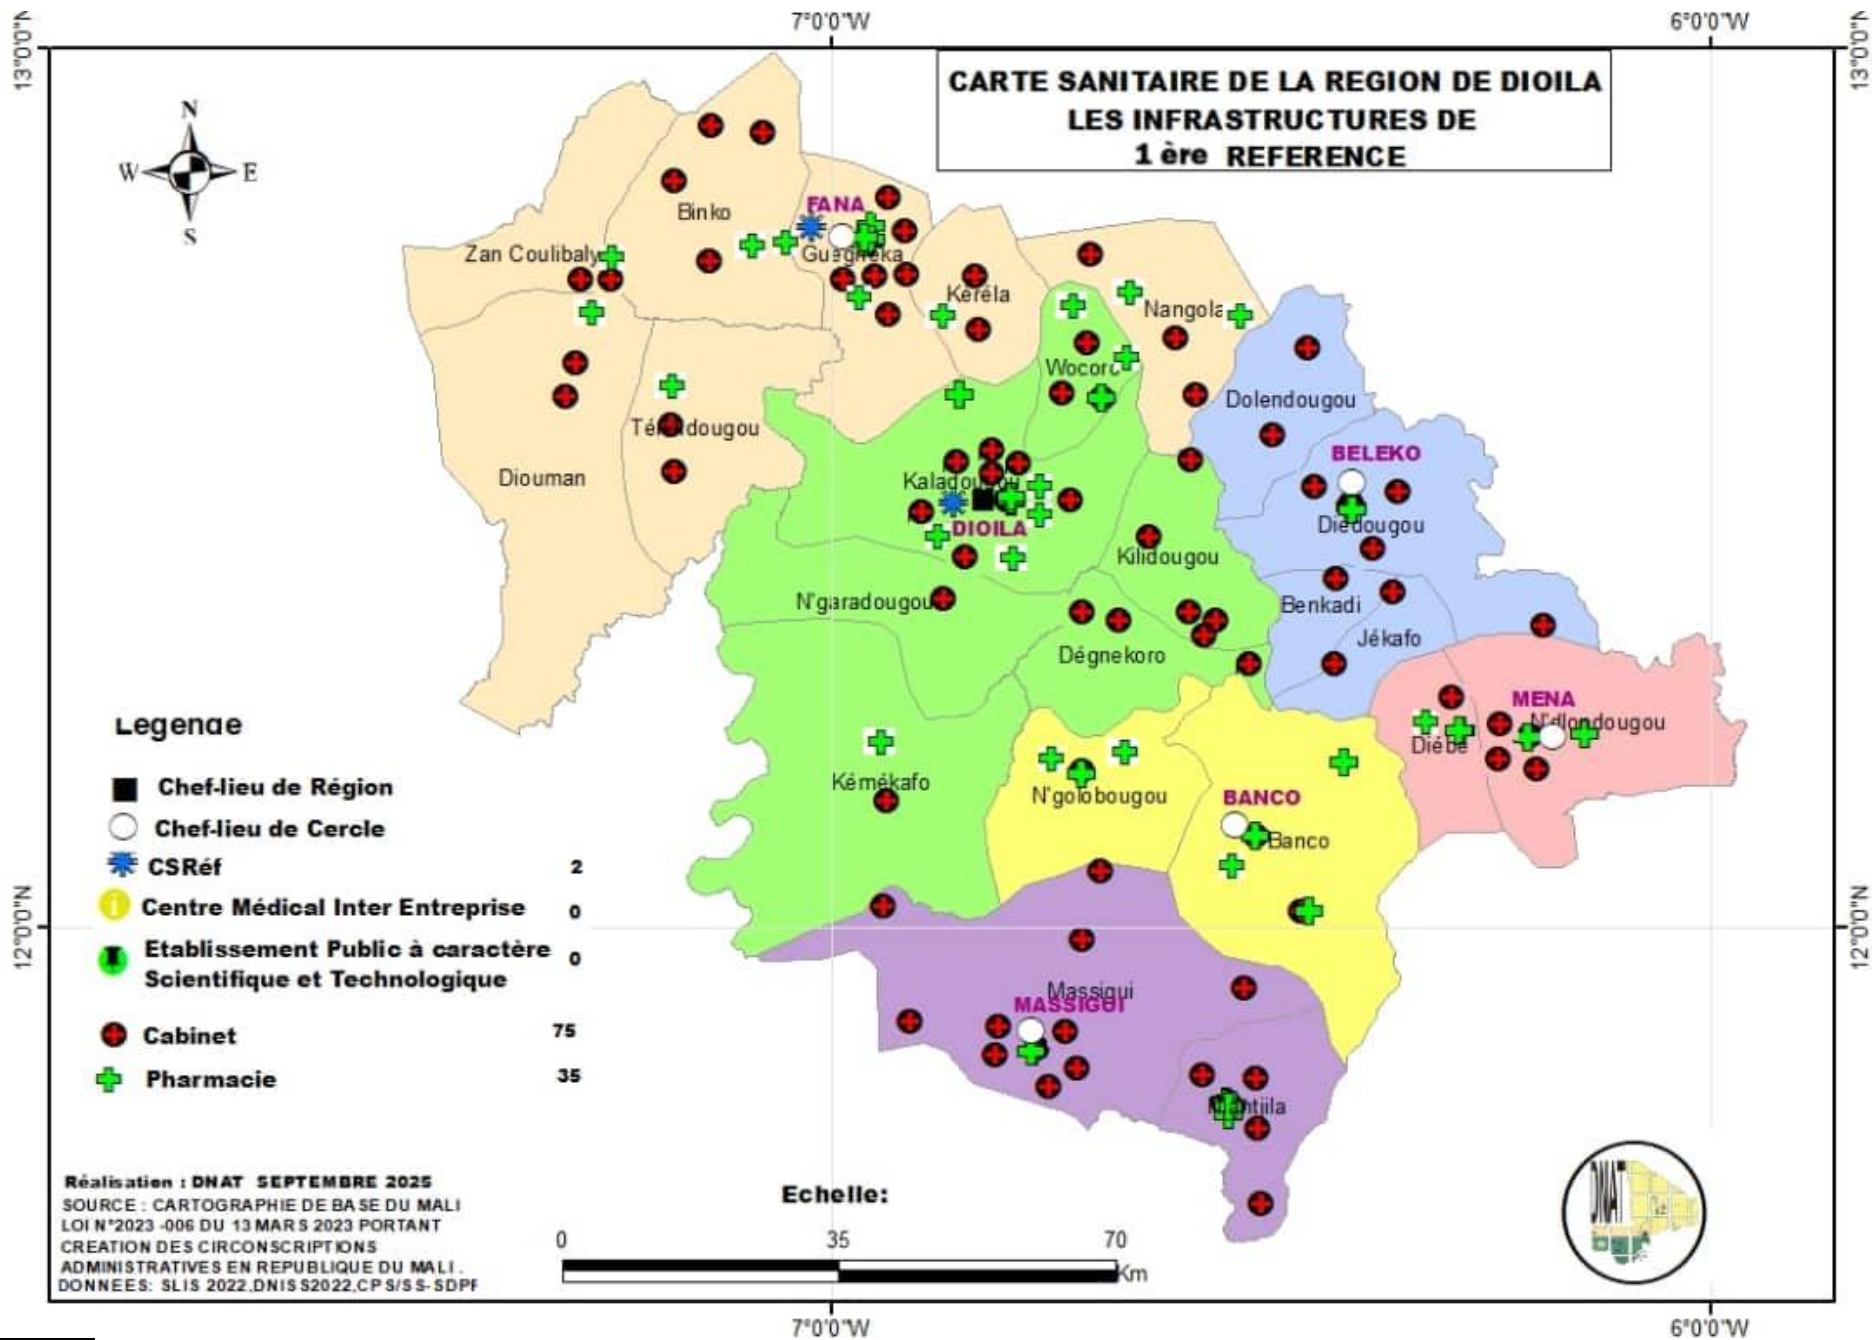 7°0'0"W
6°0'0"W
13°0'0"N
13°0'0"N
CARTE SANITAIRE DE LA REGION DE DIOILA
LES INFRASTRUCTURES DE
1 ère REFERENCE
N
W
E
S
Binko
FANA
Zan Coulibaly
Kéréla
Nangola
Wocoro
Dolendougou
Diouman
BELEKO
Kaladougou
DIOILA
Diédougou
Kilidougou
N'garadougou
Benkadi
Jékafo
Dégnekoro
MENA
N'dlondougou
Diébé
Kémékafo
N'golobougou
BANCO
Banco
Massigui
MASSIGUI
Legende
Chef-lieu de Région
Chef-lieu de Cercle
CSRéf 2
Centre Médical Inter Entreprise 0
Etablissement Public à caractère 0
Scientifique et Technologique
Cabinet 75
Pharmacie 35
12°0'0"N
12°0'0"N
Réalisation : DNAT SEPTEMBRE 2025
SOURCE : CARTOGRAPHIE DE BASE DU MALI
LOI N°2023 -006 DU 13 MARS 2023 PORTANT
CREATION DES CIRCONSCRIPTIONS
ADMINISTRATIVES EN REPUBLIQUE DU MALI .
DONNEES: SLIS 2022,DNISS2022,CPS/SS-SDPF
Echelle:
0 35 70
Km
DNAT
7°0'0"W
6°0'0"W